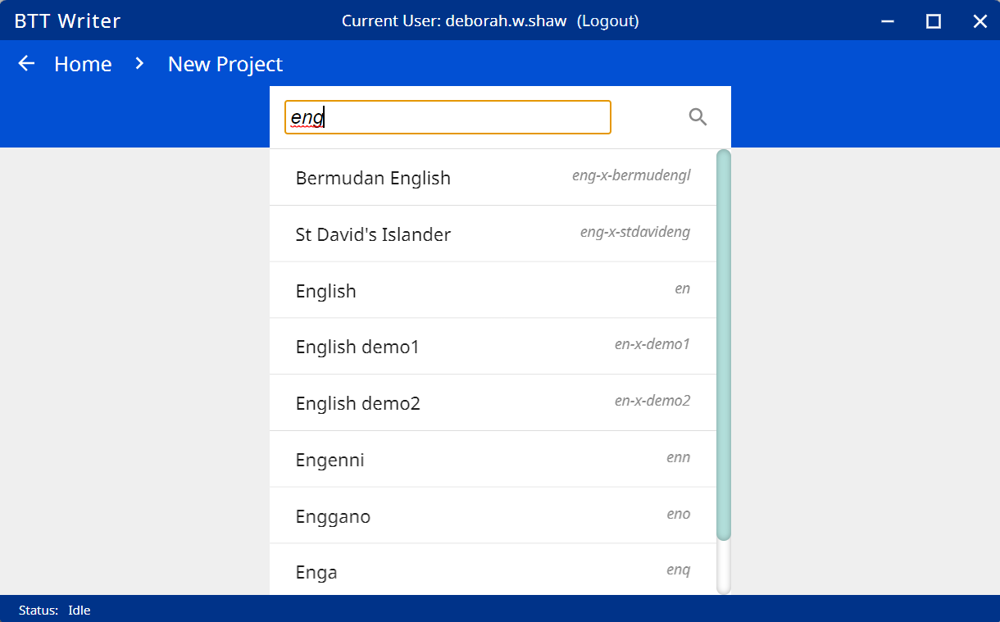 BTT Writer
Current User: deborah.w.shaw (Logout)
Home
New Project
eng
Bermudan English eng-x-bermudengl
St David's Islander eng-x-stdavideng
English en
English demo1 en-x-demo1
English demo2 en-x-demo2
Engenni enn
Enggano eno
Enga enq
Status: Idle